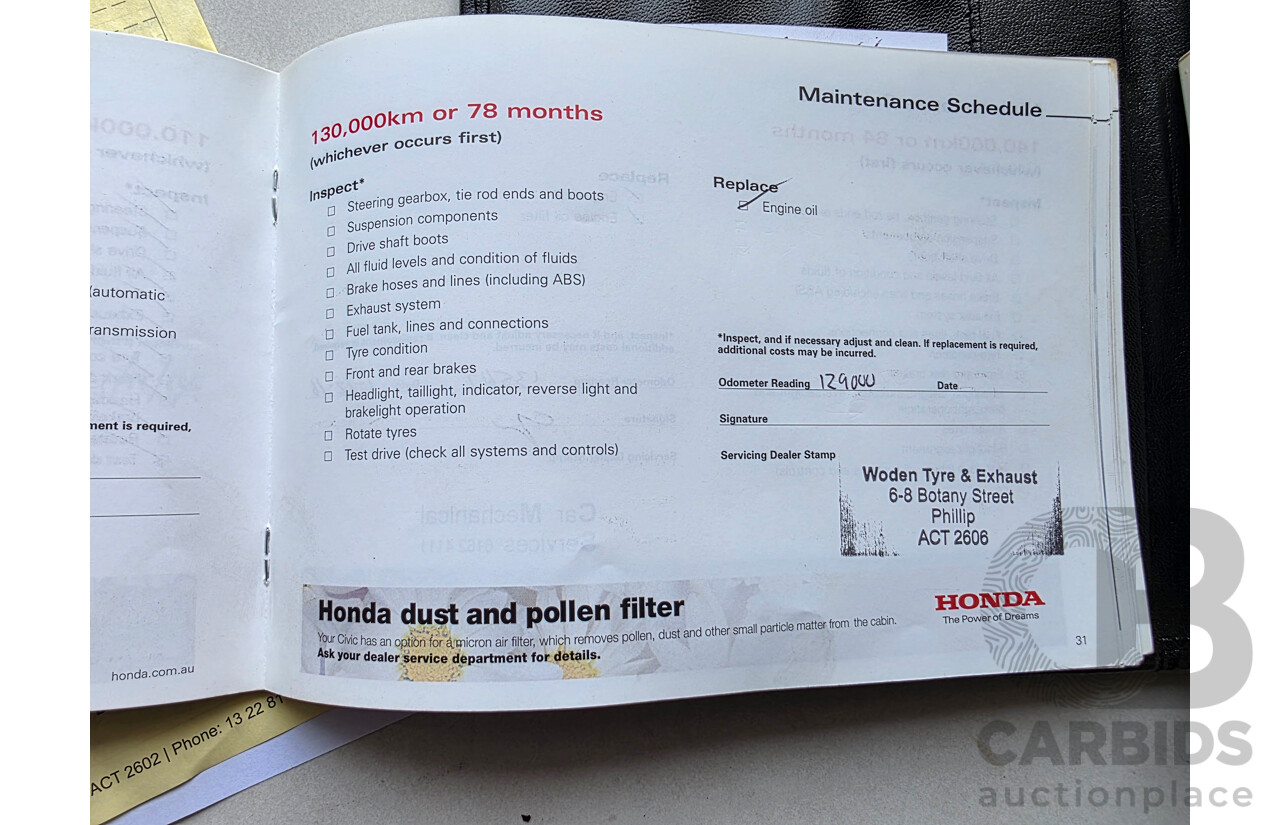 Maintenance Schedule
130,000km or 78 months
(whichever occurs first)
Inspect*
Steering gearbox, tie rod ends and boots
Suspension components
Drive shaft boots
All fluid levels and condition of fluids
Brake hoses and lines (including ABS)
Exhaust system
Fuel tank, lines and connections
Tyre condition
Front and rear brakes
Headlight, taillight, indicator, reverse light and
brakelight operation
Rotate tyres
Test drive (check all systems and controls)
Replace
Engine oil
*Inspect, and if necessary adjust and clean. If replacement is required,
additional costs may be incurred.
Odometer Reading 129000 Date
Signature
Servicing Dealer Stamp
Woden Tyre & Exhaust
6-8 Botany Street
Phillip
ACT 2606
Honda dust and pollen filter
Your Civic has an option for a micron air filter, which removes pollen, dust and other small particle matter from the cabin.
Ask your dealer service department for details.
HONDA
The Power of Dreams
31
(automatic
ransmission
ment is required,
honda.com.au
ACT 2602 | Phone: 13 22 81
CB
CARBIDS
auctionplace